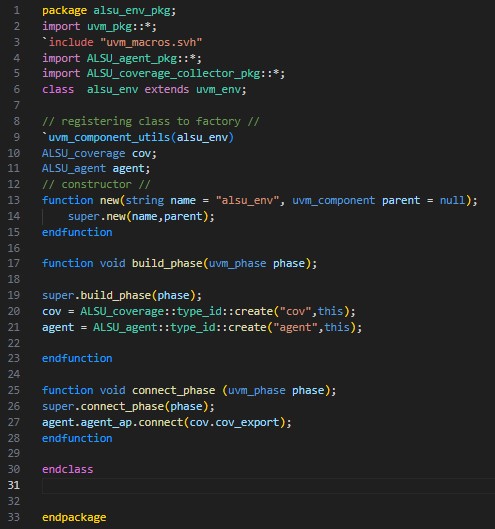 1 package alsu_env_pkg;
2 import uvm_pkg::*;
3 `include "uvm_macros.svh"
4 import ALSU_agent_pkg::*;
5 import ALSU_coverage_collector_pkg::*;
6 class  alsu_env extends uvm_env;
7
8 // registering class to factory //
9 `uvm_component_utils(alsu_env)
10 ALSU_coverage cov;
11 ALSU_agent agent;
12 // constructor //
13 function new(string name = "alsu_env", uvm_component parent = null);
14     super.new(name,parent);
15 endfunction
16
17 function void build_phase(uvm_phase phase);
18
19 super.build_phase(phase);
20 cov = ALSU_coverage::type_id::create("cov",this);
21 agent = ALSU_agent::type_id::create("agent",this);
22
23 endfunction
24
25 function void connect_phase (uvm_phase phase);
26 super.connect_phase(phase);
27 agent.agent_ap.connect(cov.cov_export);
28 endfunction
29
30 endclass
31
32
33 endpackage